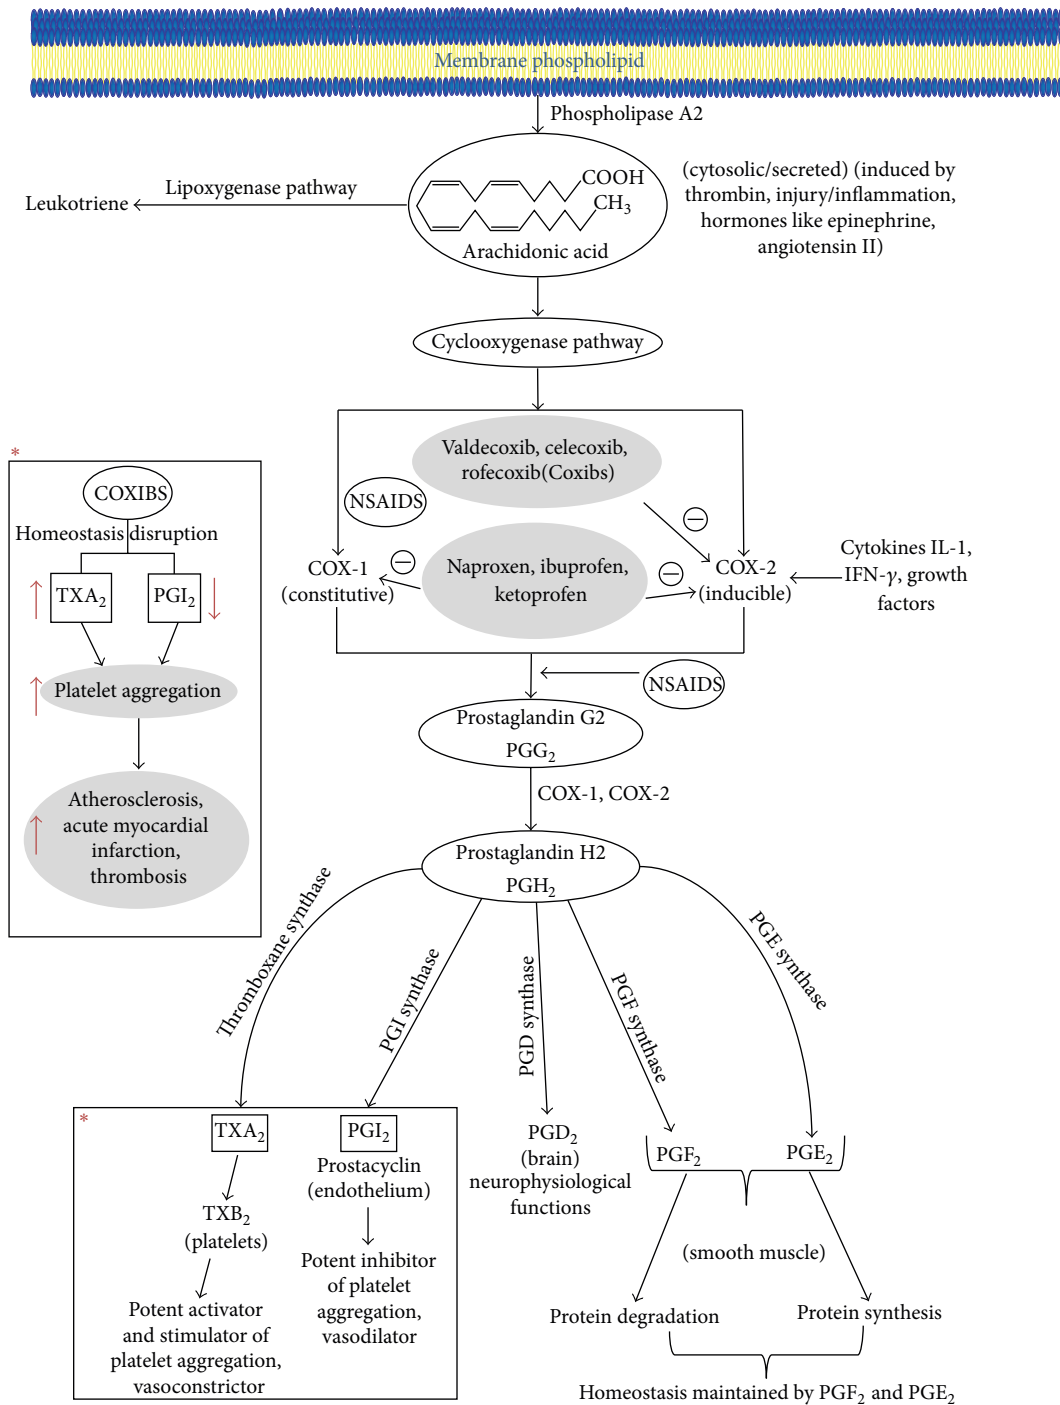 Membrane phospholipid
Phospholipase A2
COOH
CH3
Arachidonic acid
(cytosolic/secreted) (induced by
thrombin, injury/inflammation,
hormones like epinephrine,
angiotensin II)
Lipoxygenase pathway
Leukotriene
Cyclooxygenase pathway
Valdecoxib, celecoxib,
rofecoxib(Coxibs)
NSAIDS
COX-1
(constitutive)
−
Naproxen, ibuprofen,
ketoprofen
−
−
COX-2
(inducible)
Cytokines IL-1,
IFN-γ, growth
factors
*
COXIBS
Homeostasis disruption
TXA2
PGI2
Platelet aggregation
Atherosclerosis,
acute myocardial
infarction,
thrombosis
NSAIDS
Prostaglandin G2
PGG2
COX-1, COX-2
Prostaglandin H2
PGH2
Thromboxane synthase
PGI synthase
PGD synthase
PGF synthase
PGE synthase
*
TXA2
TXB2
(platelets)
Potent activator
and stimulator of
platelet aggregation,
vasoconstrictor
PGI2
Prostacyclin
(endothelium)
Potent inhibitor
of platelet
aggregation,
vasodilator
PGD2
(brain)
neurophysiological
functions
PGF2
PGE2
(smooth muscle)
Protein degradation
Protein synthesis
Homeostasis maintained by PGF2 and PGE2